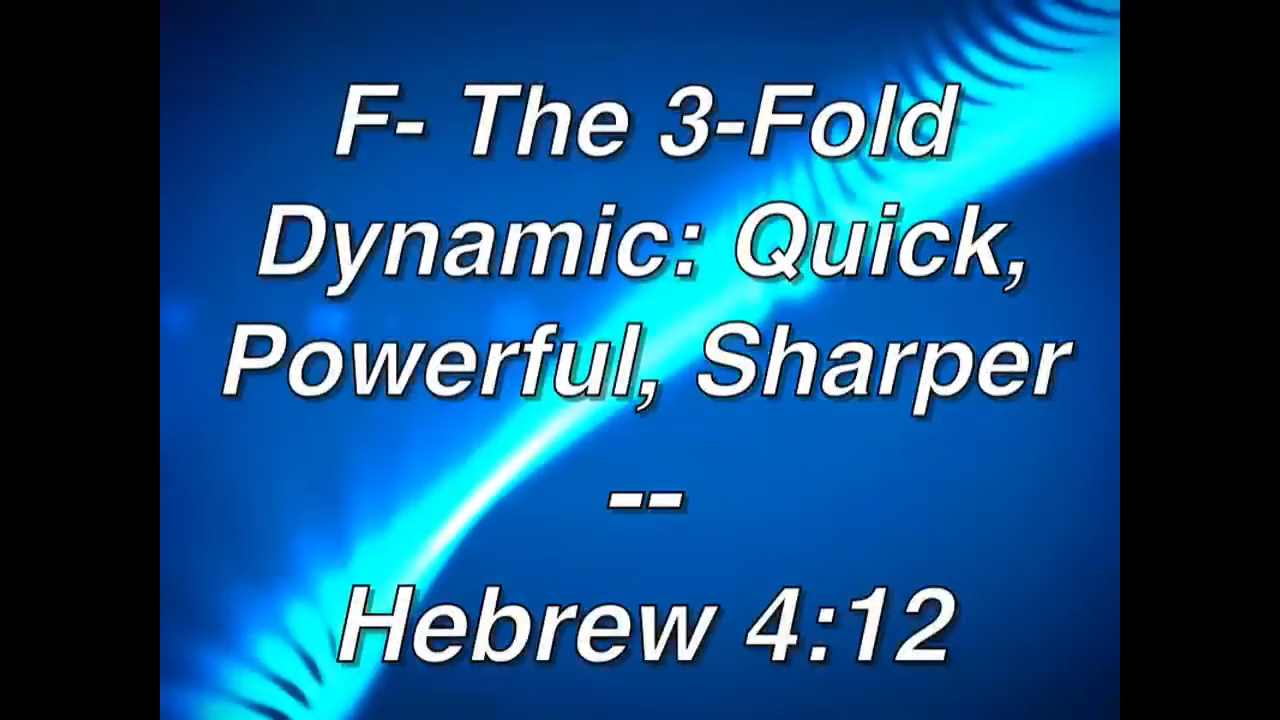 F- The 3-Fold
Dynamic: Quick,
Powerful, Sharper
--
Hebrew 4:12